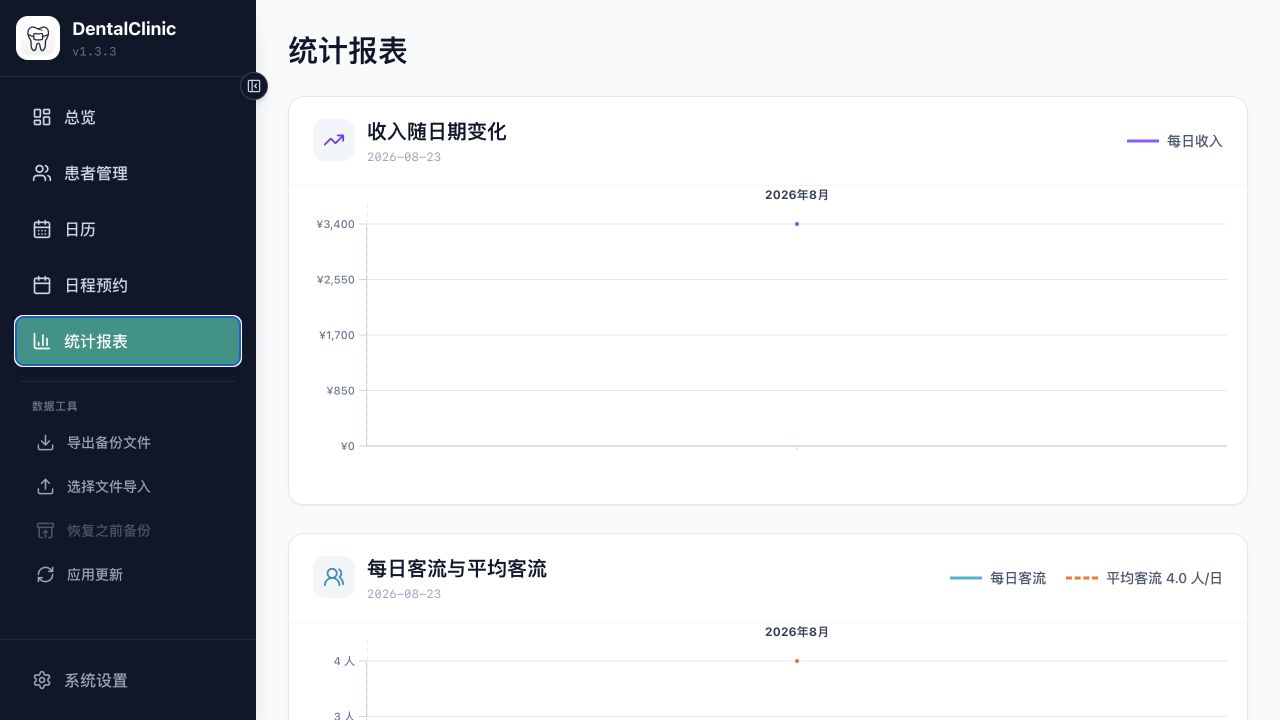 DentalClinic
v1.3.3
总览
患者管理
日历
日程预约
统计报表
数据工具
导出备份文件
选择文件导入
恢复之前备份
应用更新
系统设置
统计报表
收入随日期变化
2026-08-23
每日收入
2026年8月
¥3,400
¥2,550
¥1,700
¥850
¥0
每日客流与平均客流
2026-08-23
每日客流
平均客流 4.0 人/日
2026年8月
4 人
3 人